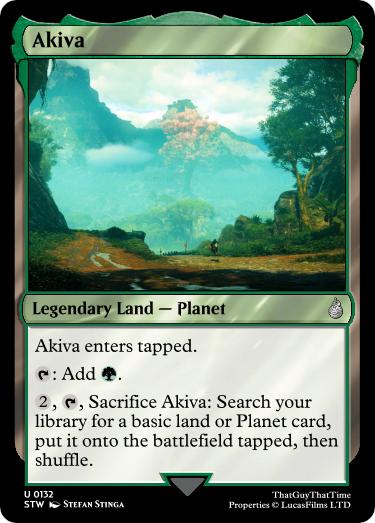 Akiva
Legendary Land — Planet
Akiva enters tapped.
: Add .
2, , Sacrifice Akiva: Search your
library for a basic land or Planet card,
put it onto the battlefield tapped, then
shuffle.
U 0132
STW STEFAN STINGA
ThatGuyThatTime
Properties © LucasFilms LTD